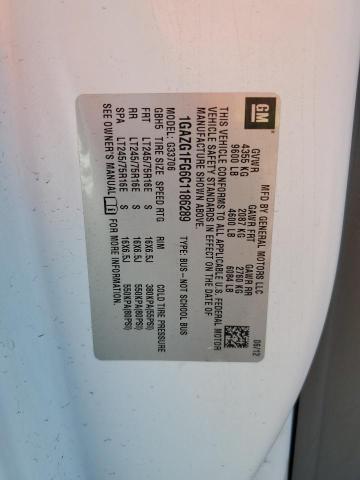 GM
MFD BY GENERAL MOTORS LLC
GVWR GAWR FRT GAWR RR
4355 KG 2087 KG 2760 KG
9600 LB 4600 LB 6084 LB
06/12
THIS VEHICLE CONFORMS TO ALL APPLICABLE U.S. FEDERAL MOTOR
VEHICLE SAFETY STANDARDS IN EFFECT ON THE DATE OF
MANUFACTURE SHOWN ABOVE.
1GAZG1FG6C1186289 TYPE: BUS–NOT SCHOOL BUS
G33706
GBH5 TIRE SIZE SPEED RTG RIM COLD TIRE PRESSURE
FRT LT245/75R16E S 16X6.5J 380KPA(55PSI)
RR LT245/75R16E S 16X6.5J 550KPA(80PSI)
SPA LT245/75R16E S 16X6.5J 550KPA(80PSI)
SEE OWNER'S MANUAL FOR MORE INFORMATION